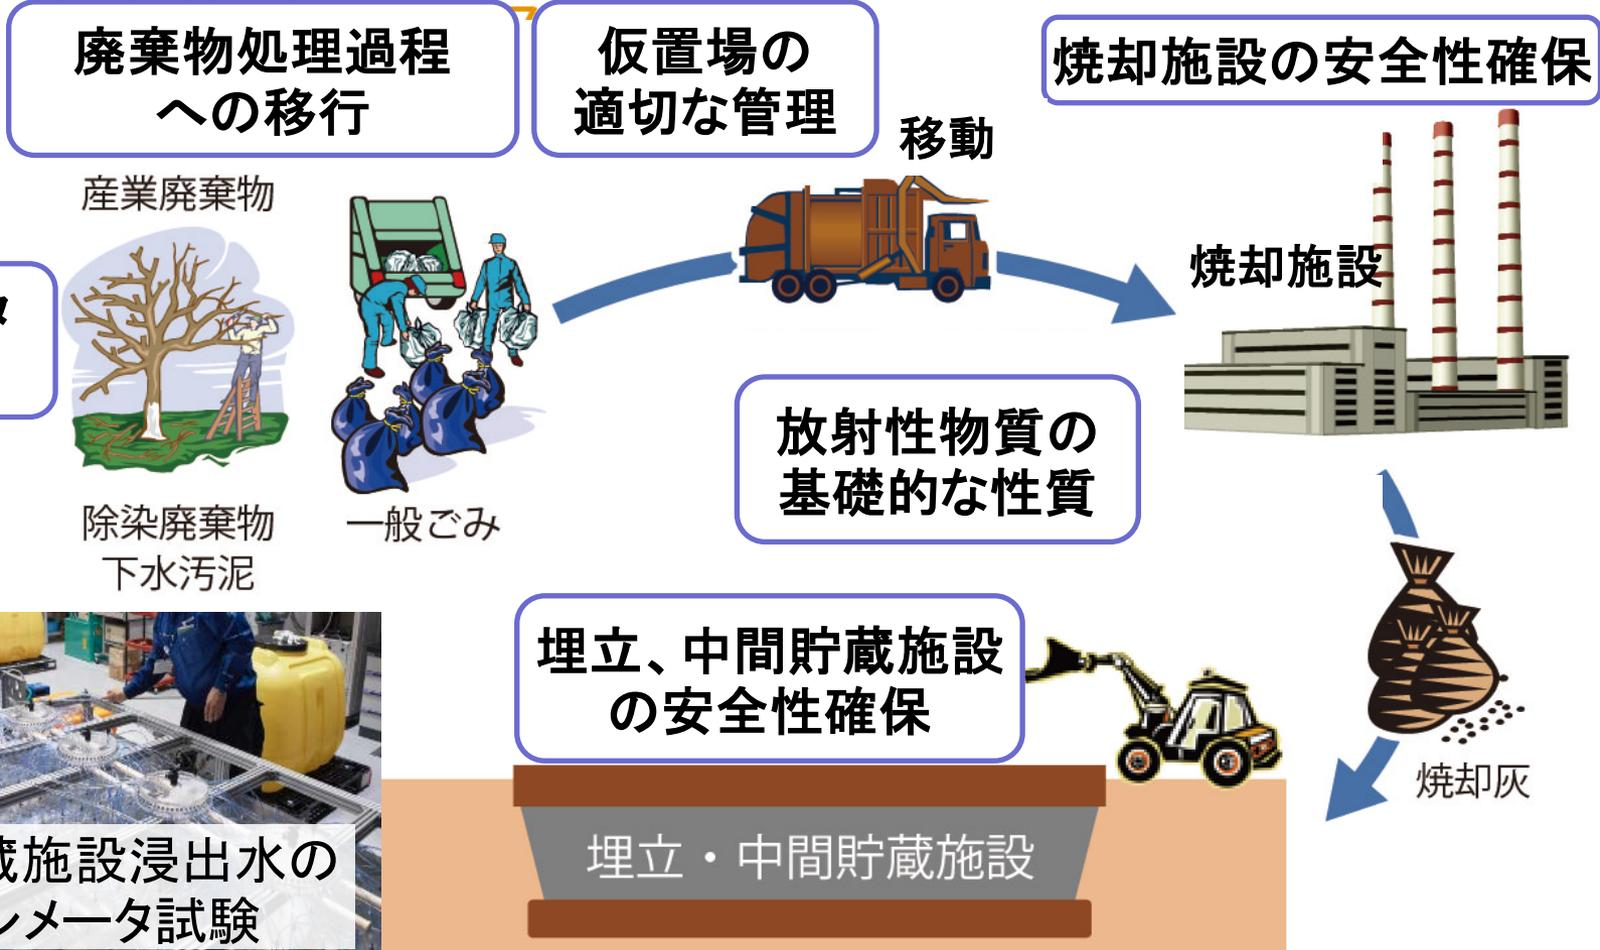 廃棄物処理過程
への移行
仮置場の
適切な管理
焼却施設の安全性確保
移動
産業廃棄物
焼却施設
放射性物質の
基礎的な性質
除染廃棄物
下水汚泥
一般ごみ
埋立、中間貯蔵施設
の安全性確保
焼却灰
埋立・中間貯蔵施設
蔵施設浸出水の
メータ試験